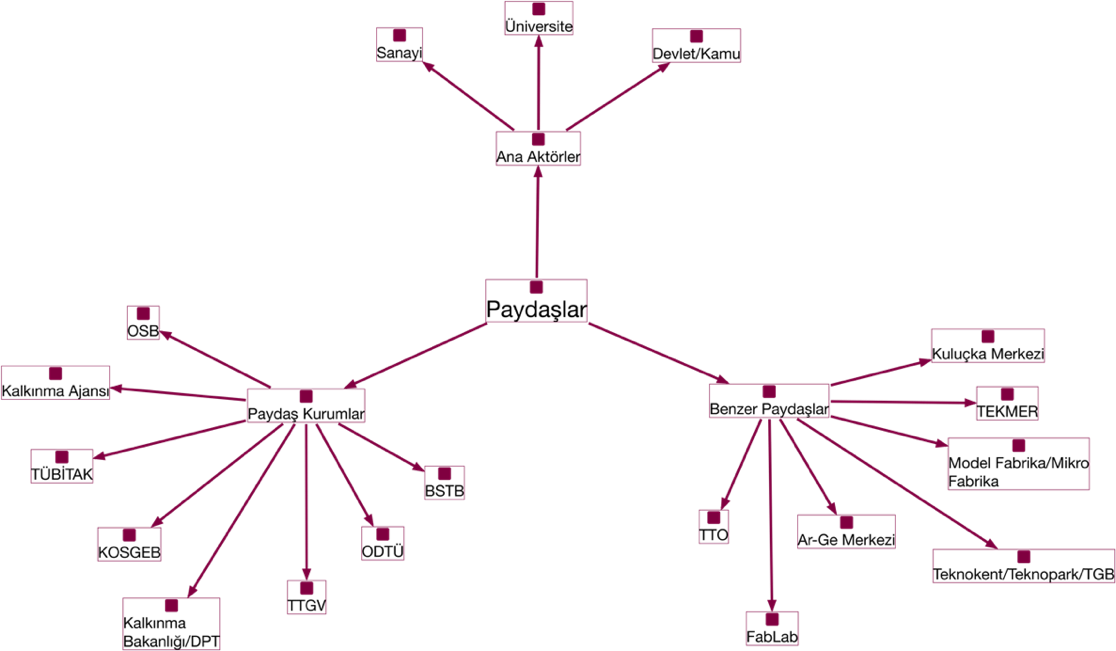 Üniversite
Sanayi
Devlet/Kamu
Ana Aktörler
Paydaşlar
OSB
Kalkınma Ajansı
Paydaş Kurumlar
TÜBİTAK
BSTB
KOSGEB
ODTÜ
TTGV
Kalkınma
Bakanlığı/DPT
Kuluçka Merkezi
Benzer Paydaşlar
TEKMER
Model Fabrika/Mikro
Fabrika
TTO
Ar-Ge Merkezi
Teknokent/Teknopark/TGB
FabLab